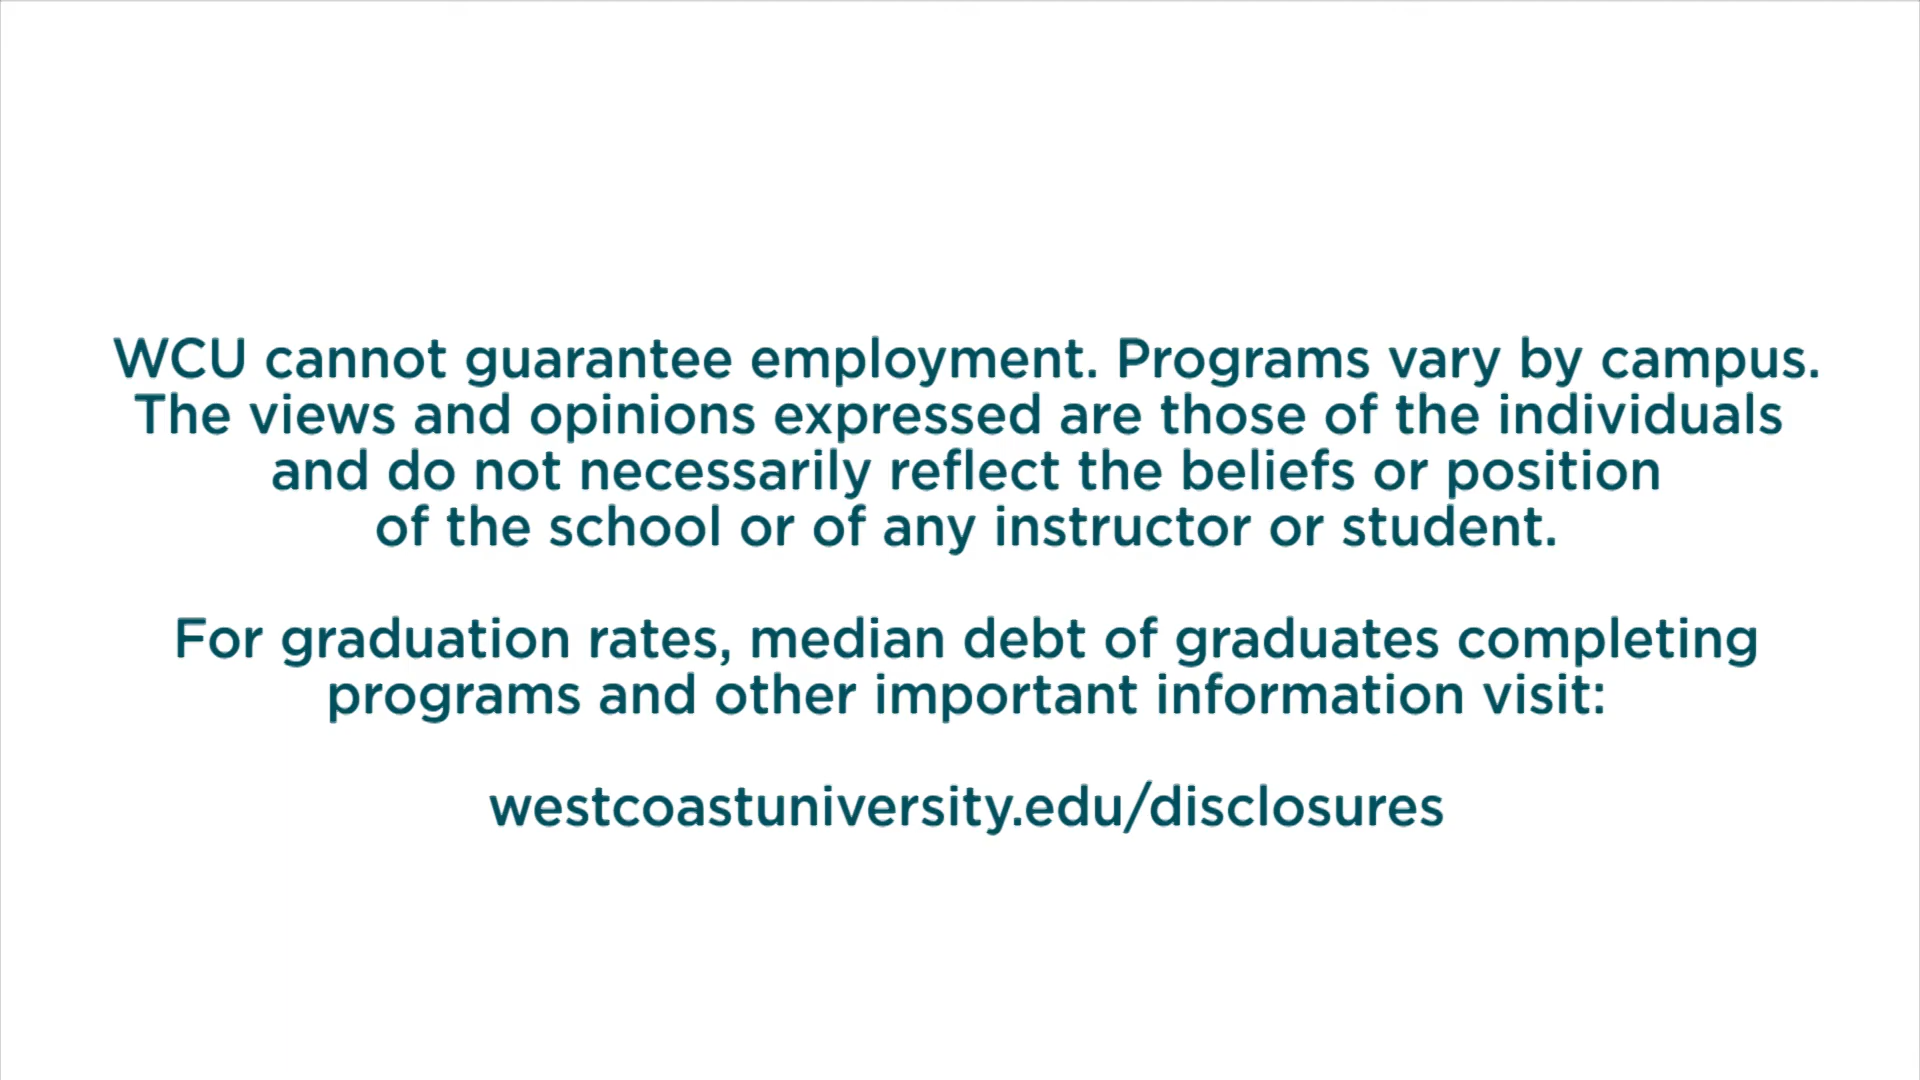 WCU cannot guarantee employment. Programs vary by campus.
The views and opinions expressed are those of the individuals
and do not necessarily reflect the beliefs or position
of the school or of any instructor or student.
For graduation rates, median debt of graduates completing
programs and other important information visit:
westcoastuniversity.edu/disclosures